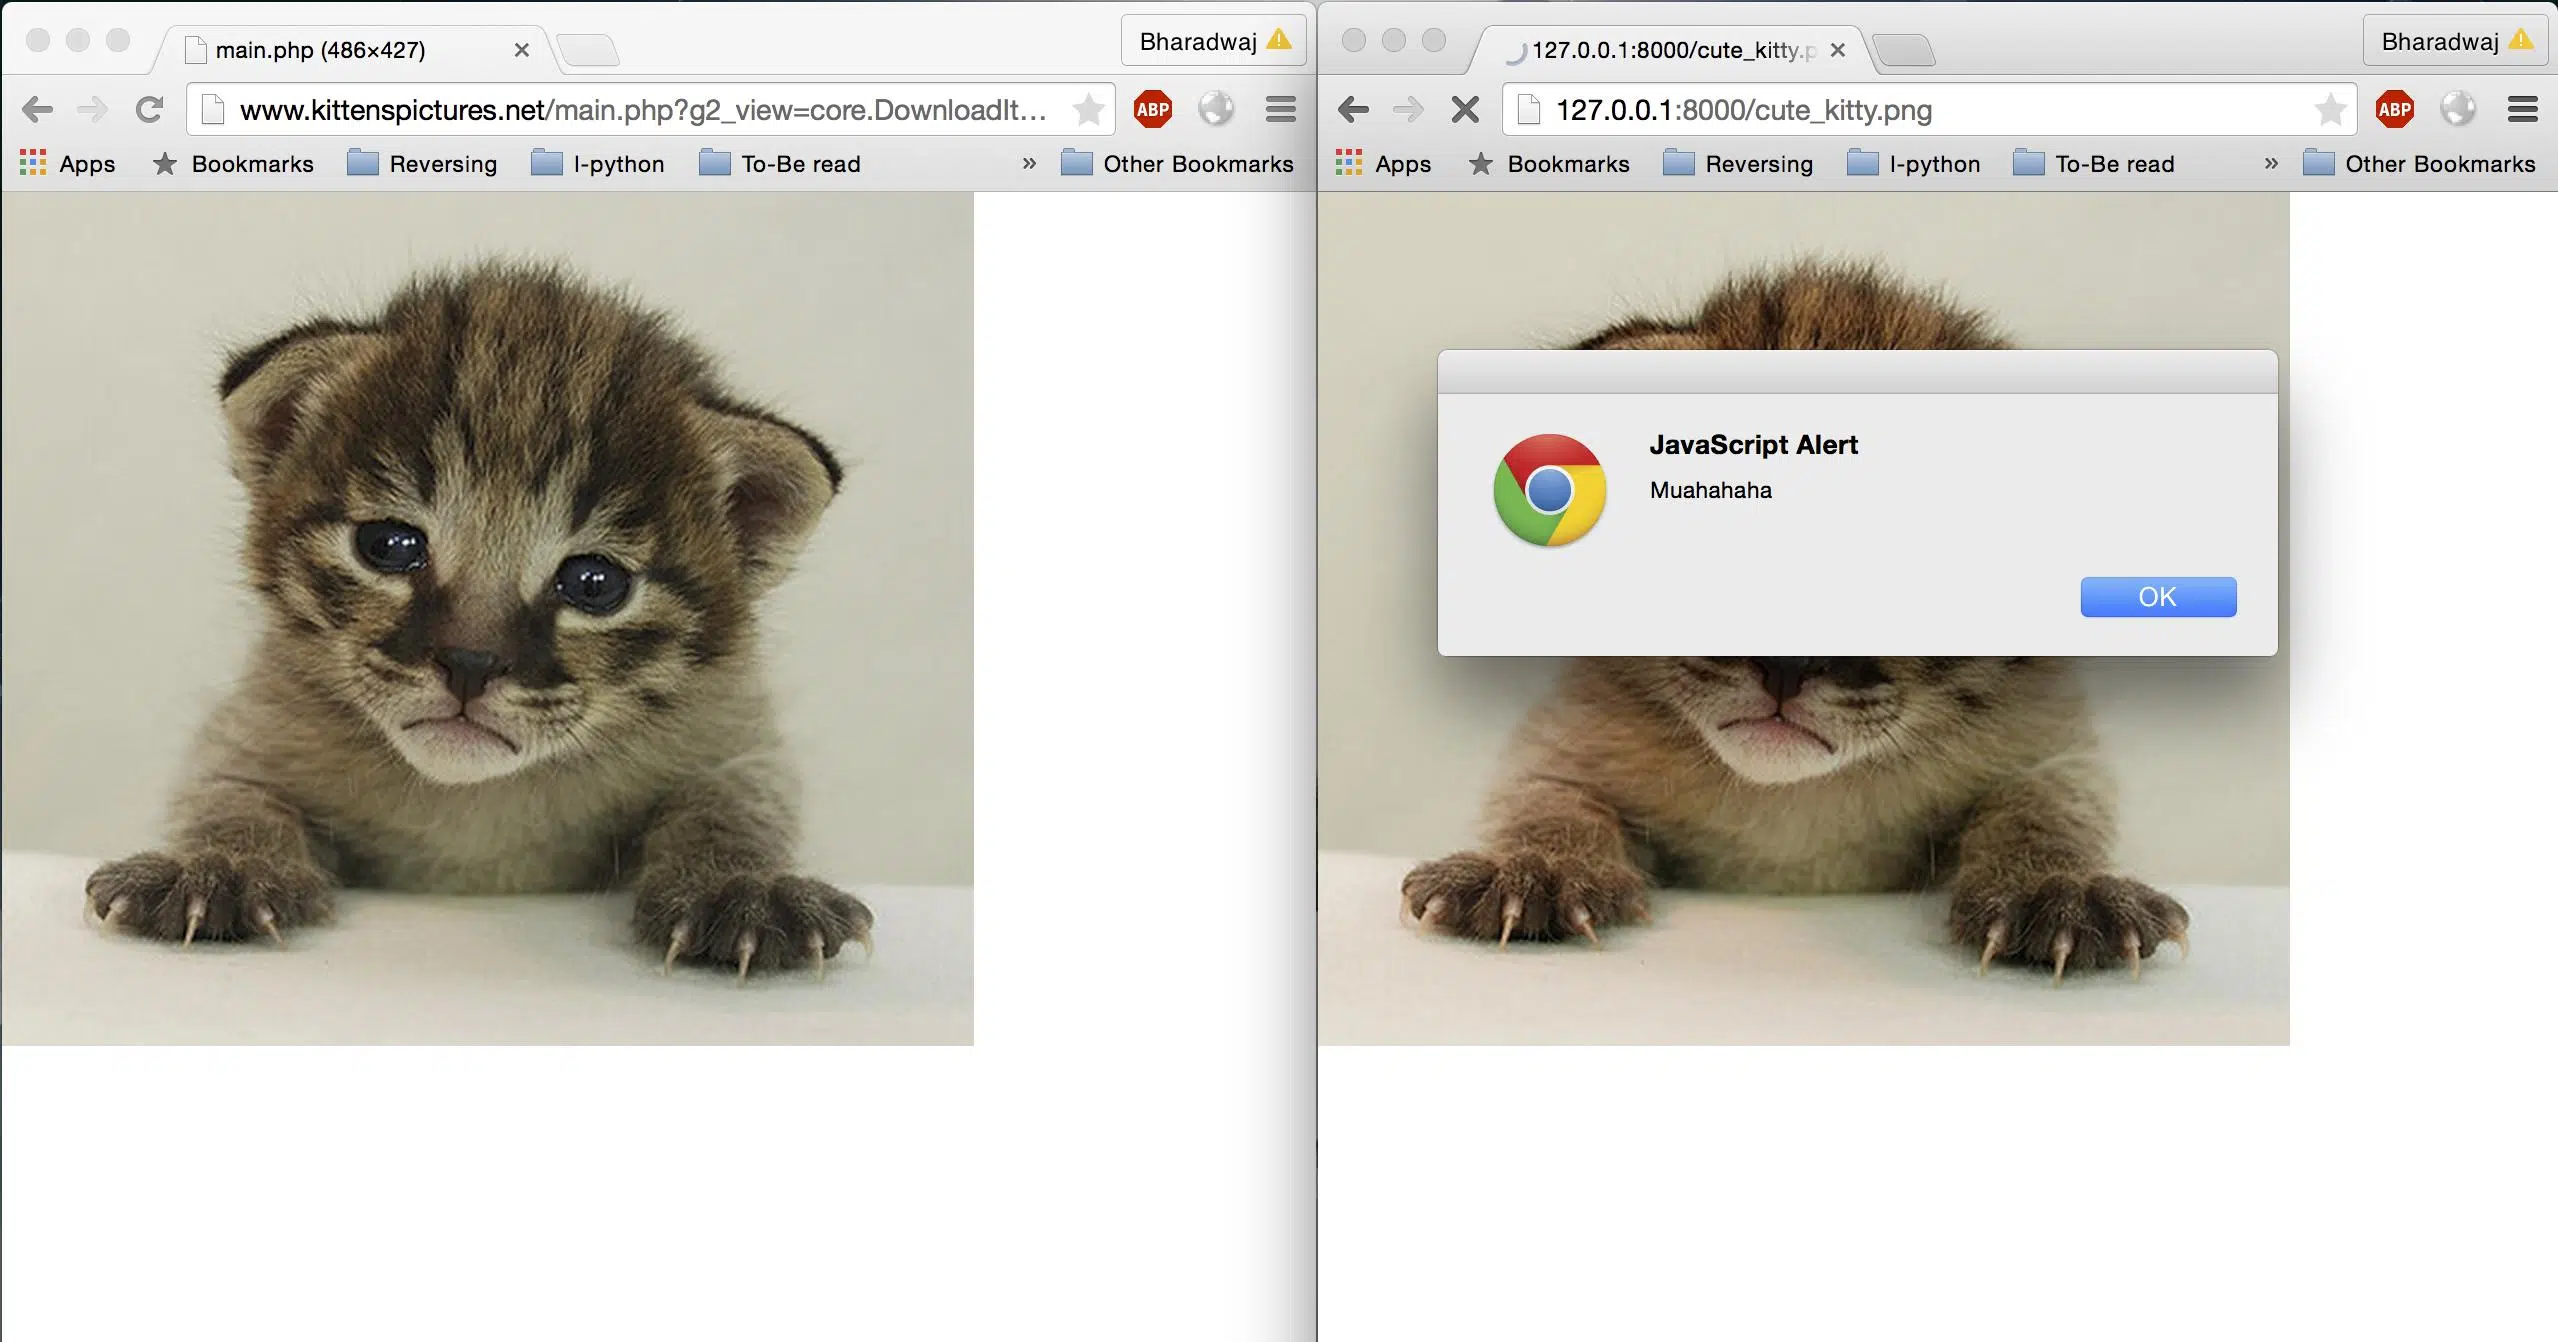 main.php (486×427)
Bharadwaj
www.kittenspictures.net/main.php?g2_view=core.DownloadIt...
ABP
Apps
Bookmarks
Reversing
I-python
To-Be read
»
Other Bookmarks
127.0.0.1:8000/cute_kitty.p
Bharadwaj
127.0.0.1:8000/cute_kitty.png
ABP
Apps
Bookmarks
Reversing
I-python
To-Be read
»
Other Bookmarks
JavaScript Alert
Muahahaha
OK